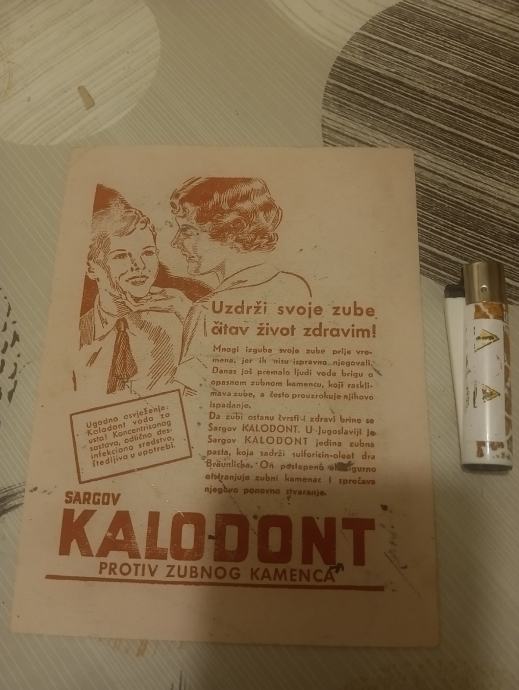 Uzdrži svoje zube
čitav život zdravim!
Mnogi izgube svoje zube prije vre-
mena, jer ih nisu ispravno njegovali.
Danas još premalo ljudi vode brigu o
opasnom zubnom kamencu, koji raskli-
mava zube, a često prouzrokuje njihovo
ispadanje.
Da zubi ostanu čvrsti i zdravi brine se
Sargov KALODONT. U Jugoslaviji je
Sargov KALODONT jedina zubna
pasta, koja sadrži sulforicin-oleat dra
Bräunlicha. On postepeno ali sigurno
otstranjuje zubni kamenac i sprečava
njegovo ponovno stvaranje.
Ugodno osvježenje:
Kalodont voda za
usta! Koncentrisanog
sastava, odlično des-
infekciono sredstvo,
štedljiva u upotrebi.
SARGOV
KALODONT
PROTIV ZUBNOG KAMENCA